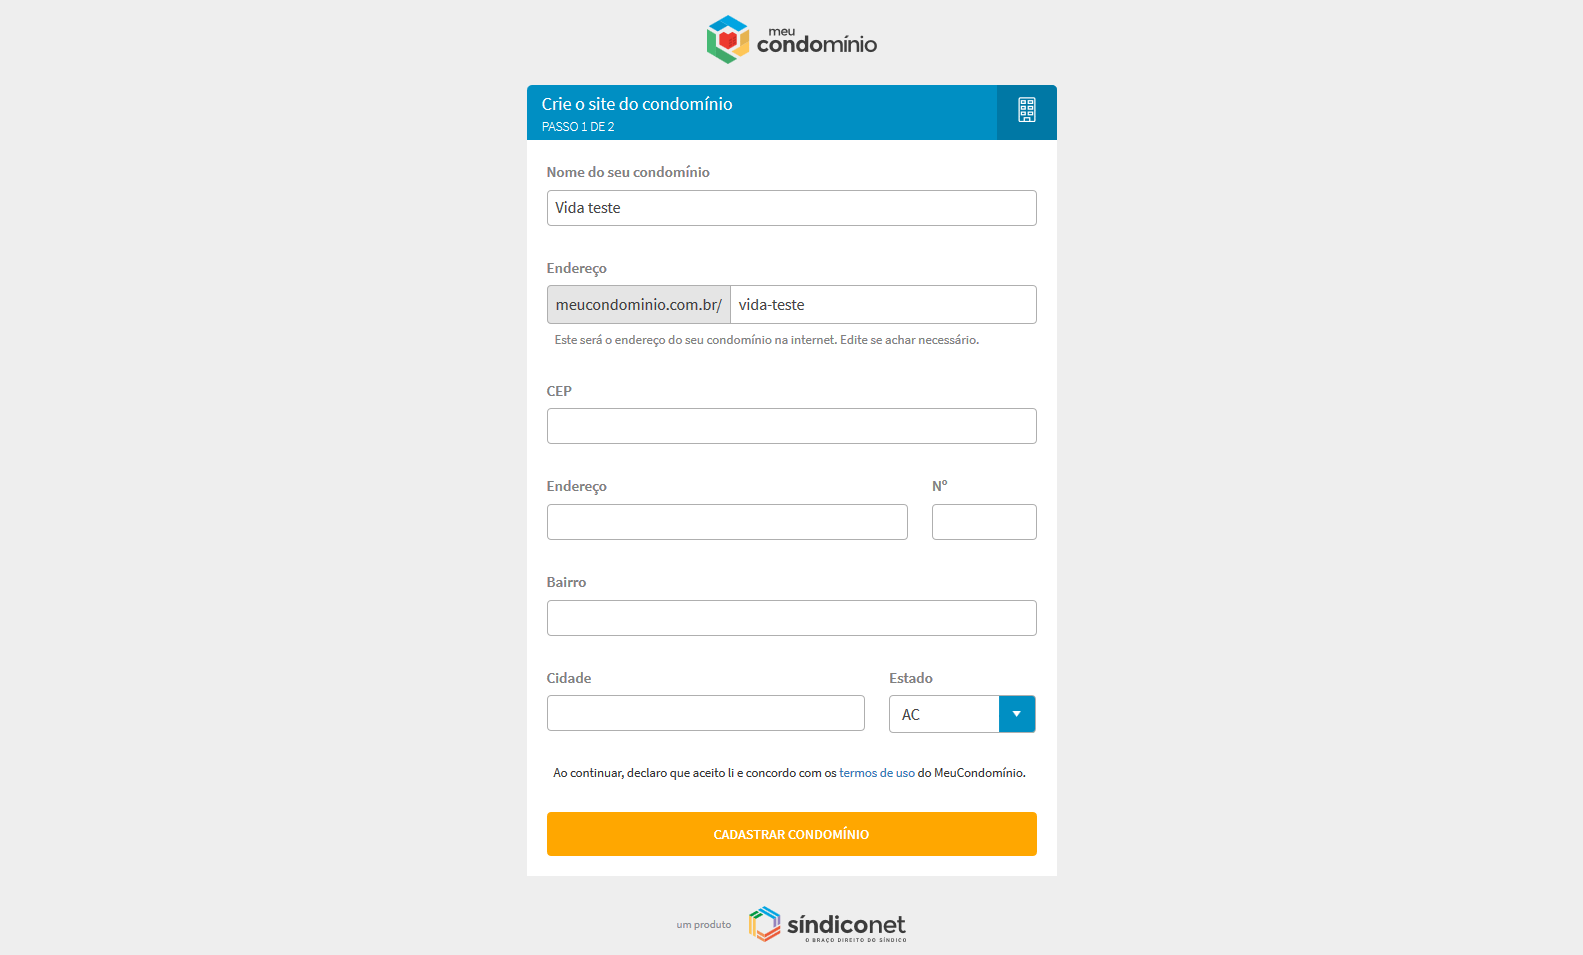 meu
condomínio
Crie o site do condomínio
PASSO 1 DE 2
Nome do seu condomínio
Vida teste
Endereço
meucondominio.com.br/ vida-teste
Este será o endereço do seu condomínio na internet. Edite se achar necessário.
CEP
Endereço Nº
Bairro
Cidade Estado
AC
Ao continuar, declaro que aceito li e concordo com os termos de uso do MeuCondomínio.
CADASTRAR CONDOMÍNIO
um produto síndiconet
O BRAÇO DIREITO DO SÍNDICO